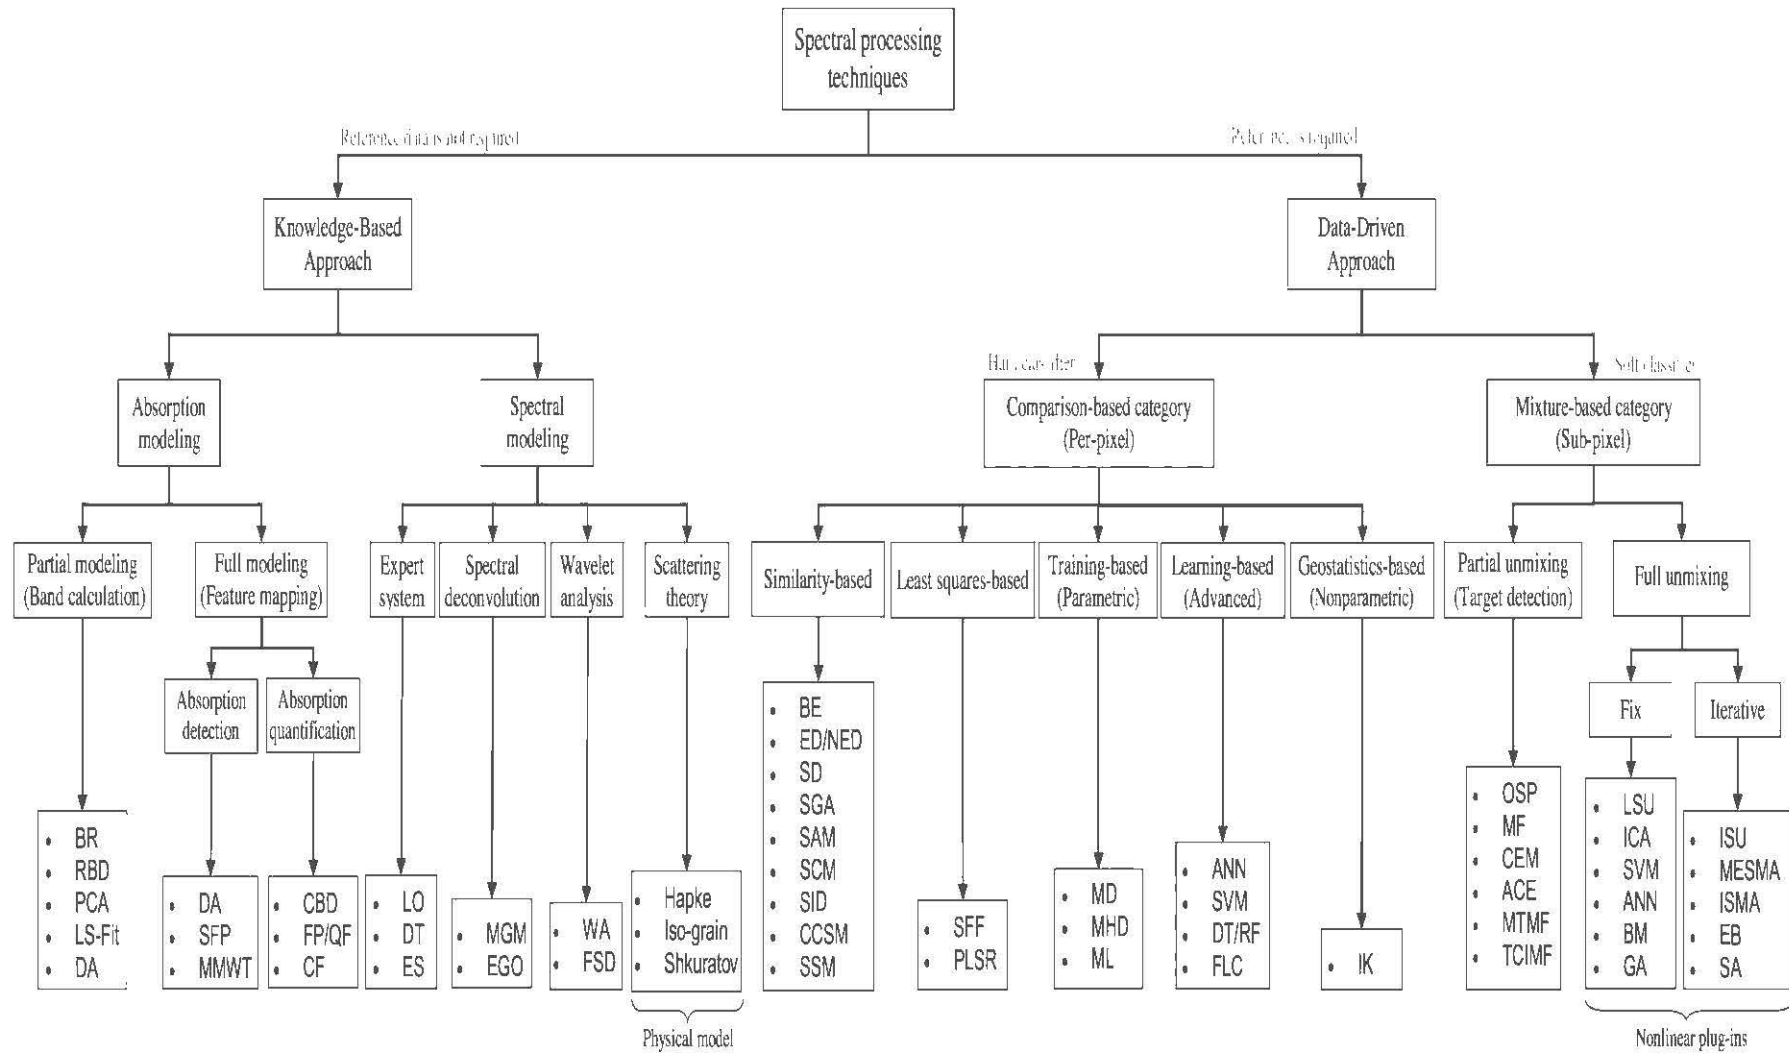 Spectral processing
techniques
Reference data is not required
required
Knowledge-Based
Approach
Data-Driven
Approach
Absorption
modeling
Spectral
modeling
Comparison-based category
(Per-pixel)
Mixture-based category
(Sub-pixel)
Partial modeling
(Band calculation)
Full modeling
(Feature mapping)
Expert
system
Spectral
deconvolution
Wavelet
analysis
Scattering
theory
Similarity-based
Least squares-based
Training-based
(Parametric)
Learning-based
(Advanced)
Geostatistics-based
(Nonparametric)
Partial unmixing
(Target detection)
Full unmixing
Absorption
detection
Absorption
quantification
Fix
Iterative
• BR
• RBD
• PCA
• LS-Fit
• DA
• DA
• SFP
• MMWT
• CBD
• FP/QF
• CF
• LO
• DT
• ES
• MGM
• EGO
• WA
• FSD
• Hapke
• Iso-grain
• Shkuratov
Physical model
• BE
• ED/NED
• SD
• SGA
• SAM
• SCM
• SID
• CCSM
• SSM
• SFF
• PLSR
• MD
• MHD
• ML
• ANN
• SVM
• DT/RF
• FLC
• IK
• OSP
• MF
• CEM
• ACE
• MTMF
• TCIMF
• LSU
• ICA
• SVM
• ANN
• BM
• GA
• ISU
• MESMA
• ISMA
• EB
• SA
Nonlinear plug-ins